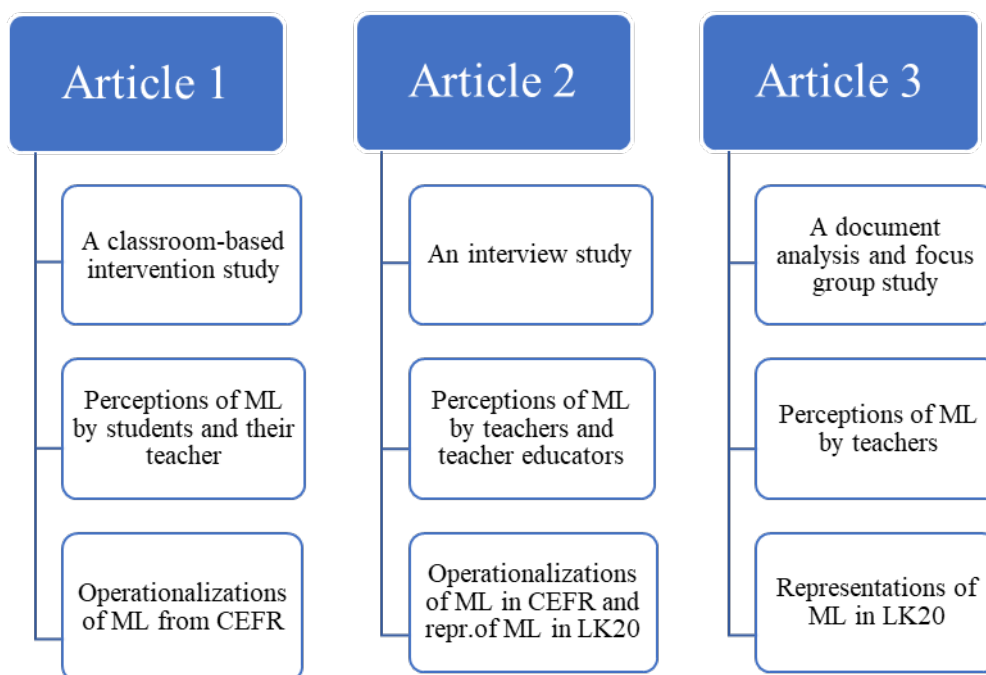 Article 1
A classroom-based
intervention study
Perceptions of ML
by students and their
teacher
Operationalizations
of ML from CEFR
Article 2
An interview study
Perceptions of ML
by teachers and
teacher educators
Operationalizations
of ML in CEFR and
repr.of ML in LK20
Article 3
A document
analysis and focus
group study
Perceptions of ML
by teachers
Representations of
ML in LK20